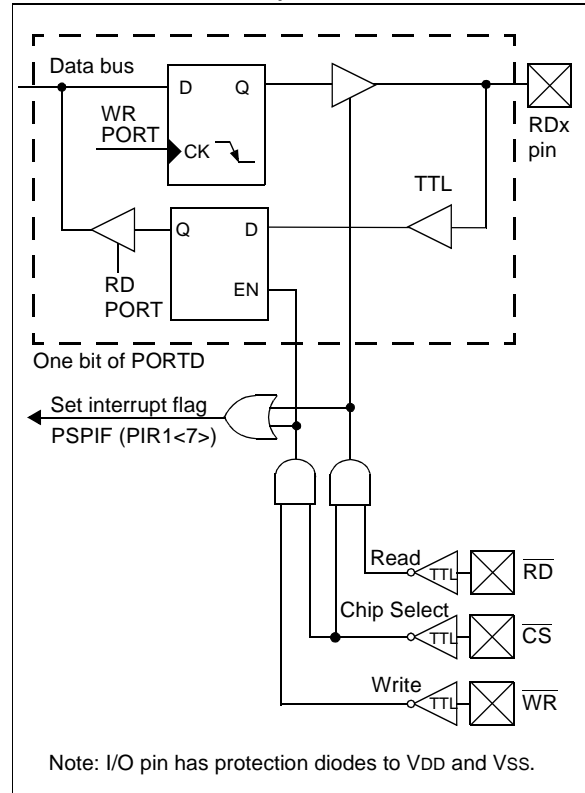 Data bus
D Q
WR
PORT
CK
RDx
pin
TTL
Q D
RD
PORT
EN
One bit of PORTD
Set interrupt flag
PSPIF (PIR1<7>)
Read
TTL
RD
Chip Select
TTL
CS
Write
TTL
WR
Note: I/O pin has protection diodes to VDD and VSS.